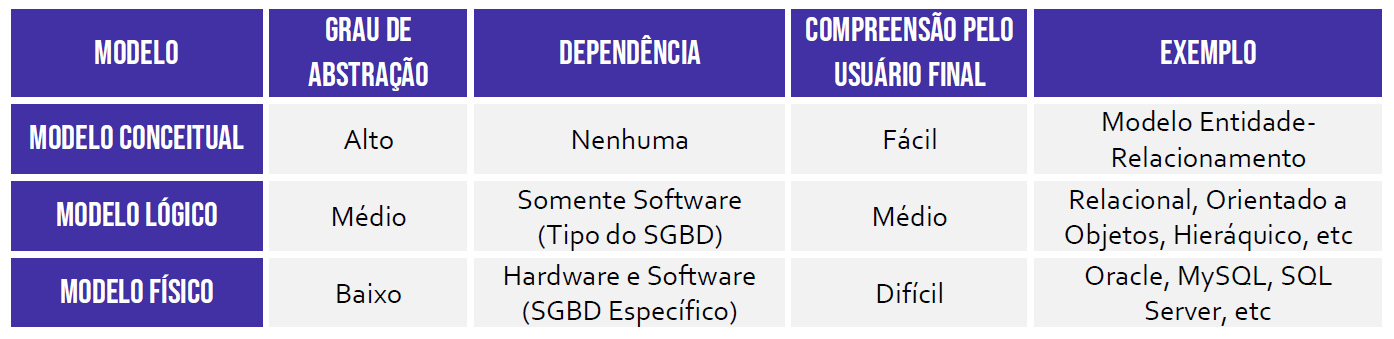 MODELO
GRAU DE
ABSTRAÇÃO
DEPENDÊNCIA
COMPREENSÃO PELO
USUÁRIO FINAL
EXEMPLO
MODELO CONCEITUAL
Alto
Nenhuma
Fácil
Modelo Entidade-
Relacionamento
MODELO LÓGICO
Médio
Somente Software
(Tipo do SGBD)
Médio
Relacional, Orientado a
Objetos, Hieráquico, etc
MODELO FÍSICO
Baixo
Hardware e Software
(SGBD Específico)
Difícil
Oracle, MySQL, SQL
Server, etc